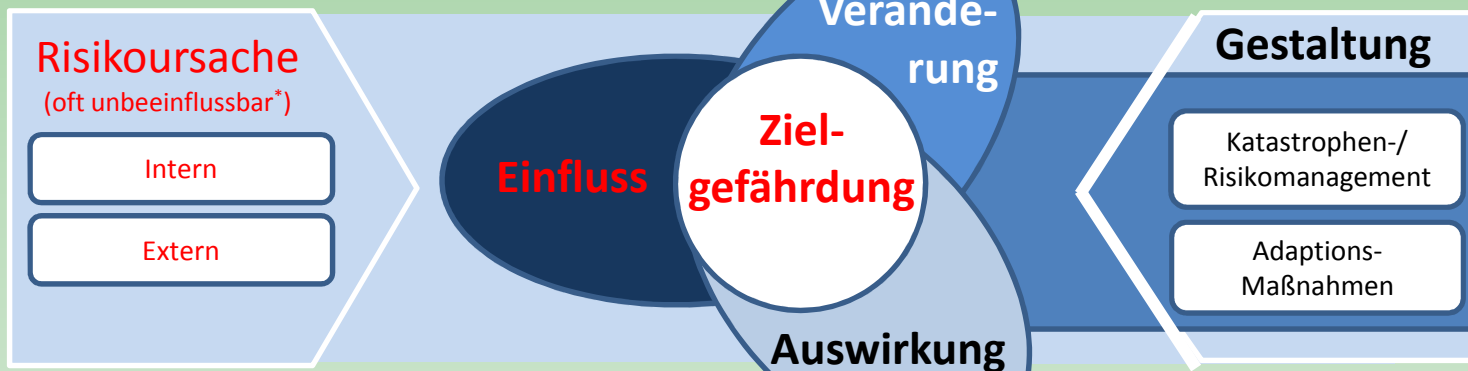 Risikoursache
(oft unbeeinflussbar*)
Intern
Extern
Einfluss
Verände-
rung
Ziel-
gefährdung
Auswirkung
Gestaltung
Katastrophen-/
Risikomanagement
Adaptions-
Maßnahmen